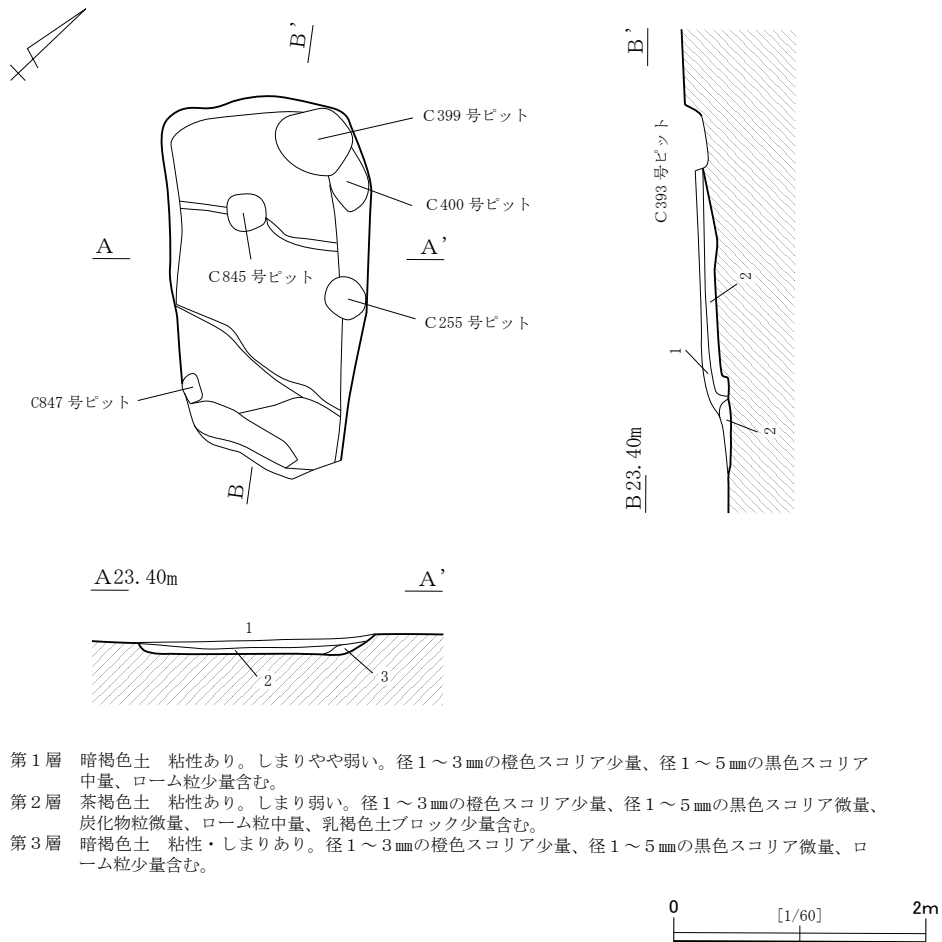 B’
B’
C399 号ピット
C393 号ピット
C400 号ピット
A
A’
C845 号ピット
2
C255 号ピット
1
C847 号ピット
2
B
B23.40m
A23.40m
A’
1
2
3
第１層　暗褐色土　粘性あり。しまりやや弱い。径１～３㎜の橙色スコリア少量、径１～５㎜の黒色スコリア
中量、ローム粒少量含む。
第２層　茶褐色土　粘性あり。しまり弱い。径１～３㎜の橙色スコリア少量、径１～５㎜の黒色スコリア微量、
炭化物粒微量、ローム粒中量、乳褐色土ブロック少量含む。
第３層　暗褐色土　粘性・しまりあり。径１～３㎜の橙色スコリア少量、径１～５㎜の黒色スコリア微量、ロ
ーム粒少量含む。
0
[1/60]
2m